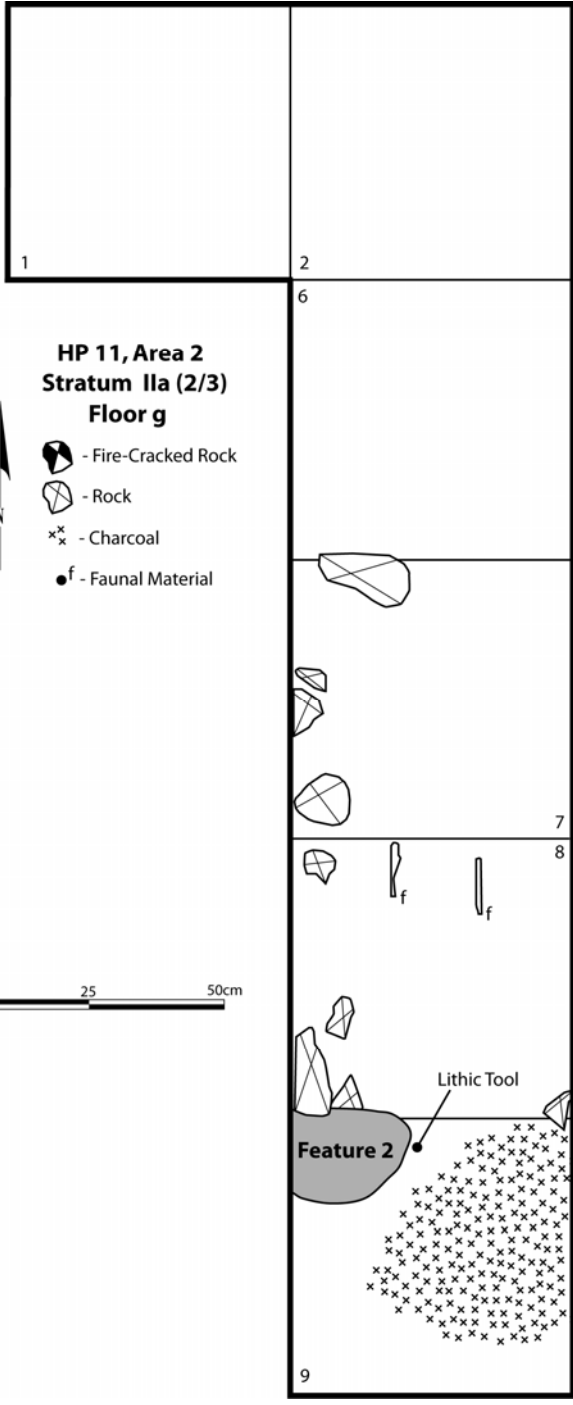 1
2
6
HP 11, Area 2
Stratum IIa (2/3)
Floor g
- Fire-Cracked Rock
- Rock
- Charcoal
f - Faunal Material
7
8
f
f
25 50cm
Lithic Tool
Feature 2
9